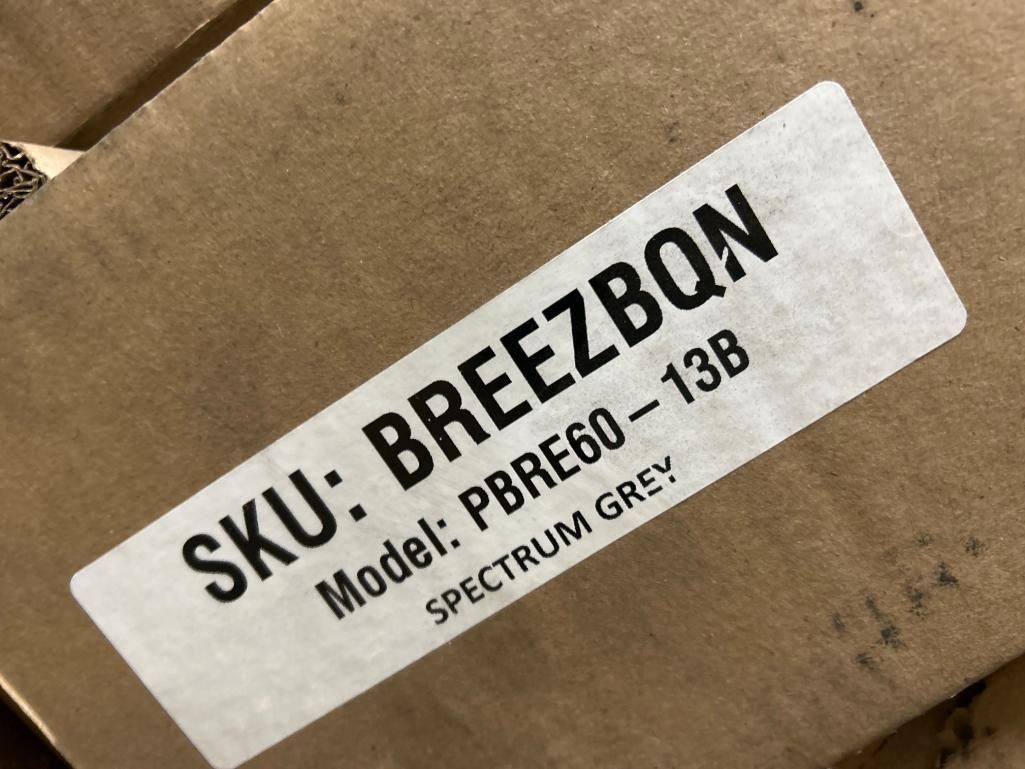 SKU: BREEZBQN
Model: PBRE60-13B
SPECTRUM GREY